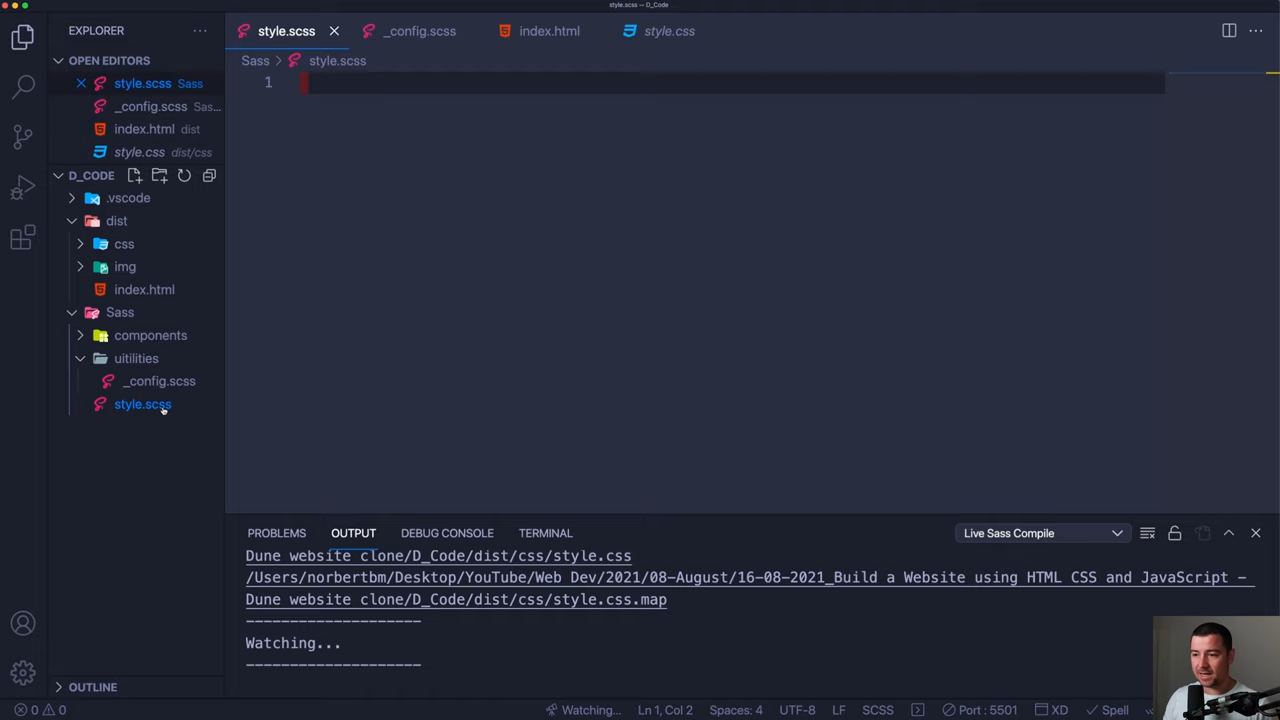 style.scss — D_Code
EXPLORER
style.scss
_config.scss
index.html
style.css
OPEN EDITORS
Sass
style.scss
style.scss Sass
_config.scss Sas...
index.html dist
style.css dist/css
D_CODE
.vscode
dist
css
img
index.html
Sass
components
uitilities
_config.scss
style.scss
1
PROBLEMS
OUTPUT
DEBUG CONSOLE
TERMINAL
Live Sass Compile
Dune website clone/D_Code/dist/css/style.css
/Users/norbertbm/Desktop/YouTube/Web Dev/2021/08-August/16-08-2021_Build a Website using HTML CSS and JavaScript –
Dune website clone/D_Code/dist/css/style.css.map
--------------------
Watching...
--------------------
OUTLINE
0 0
Watching...
Ln 1, Col 2
Spaces: 4
UTF-8
LF
SCSS
Port : 5501
XD
Spell